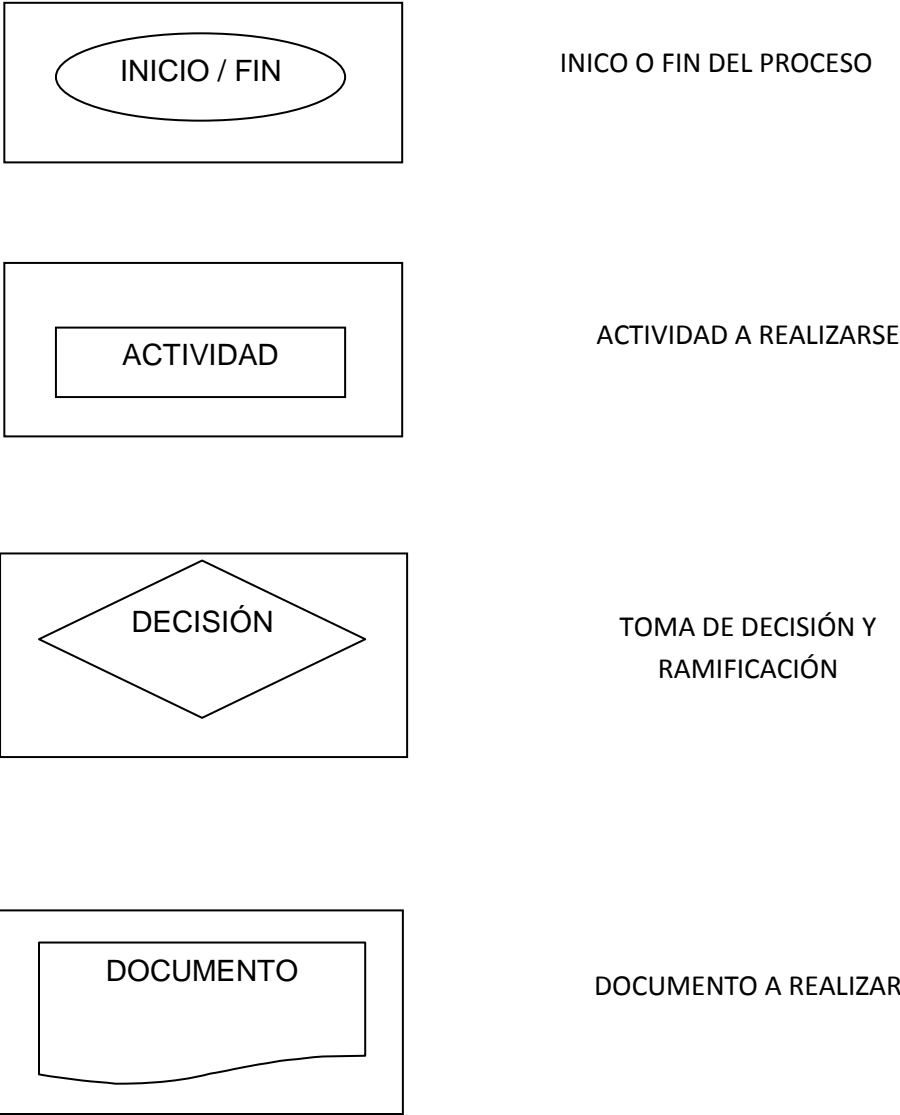 INICIO / FIN
INICO O FIN DEL PROCESO
ACTIVIDAD
ACTIVIDAD A REALIZARSE
DECISIÓN
TOMA DE DECISIÓN Y
RAMIFICACIÓN
DOCUMENTO
DOCUMENTO A REALIZAR